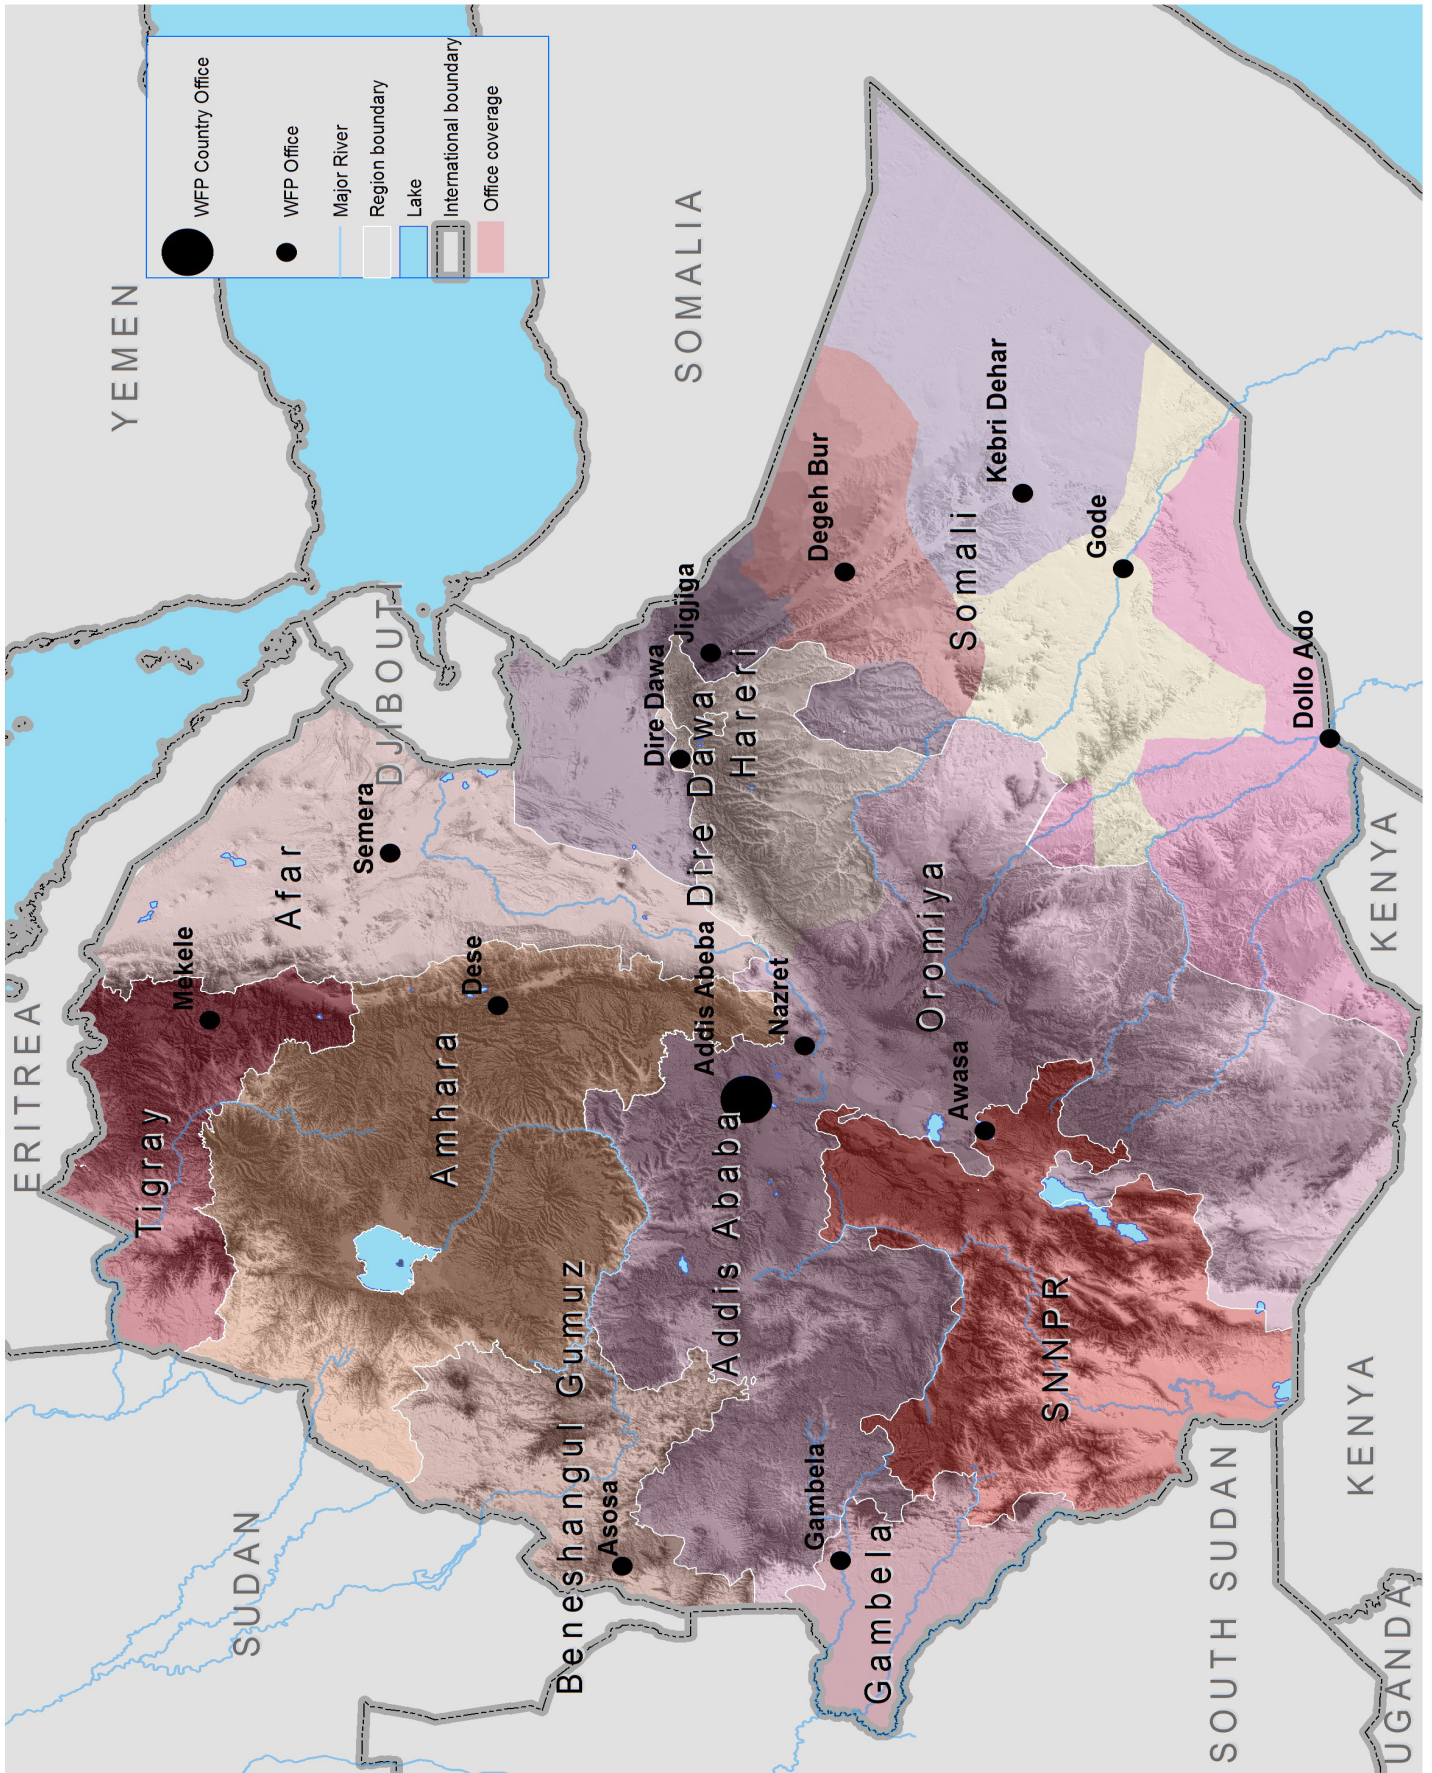 WFP Country Office
WFP Office
Major River
Region boundary
Lake
International boundary
Office coverage
YEMEN
ERITREA
SUDAN
DJIBOUTI
SOMALIA
SOUTH SUDAN
UGANDA
KENYA
KENYA
Tigray
Mekele
Afar
Semera
Amhara
Dese
Beneshangul Gumuz
Asosa
Addis Ababa
Addis Abeba
Dire Dawa
Dire Dawa
Hareri
Jigjiga
Nazret
Degeh Bur
Gambela
Gambela
Oromiya
Awasa
Somali
Kebri Dehar
SNNPR
Gode
Dollo Ado